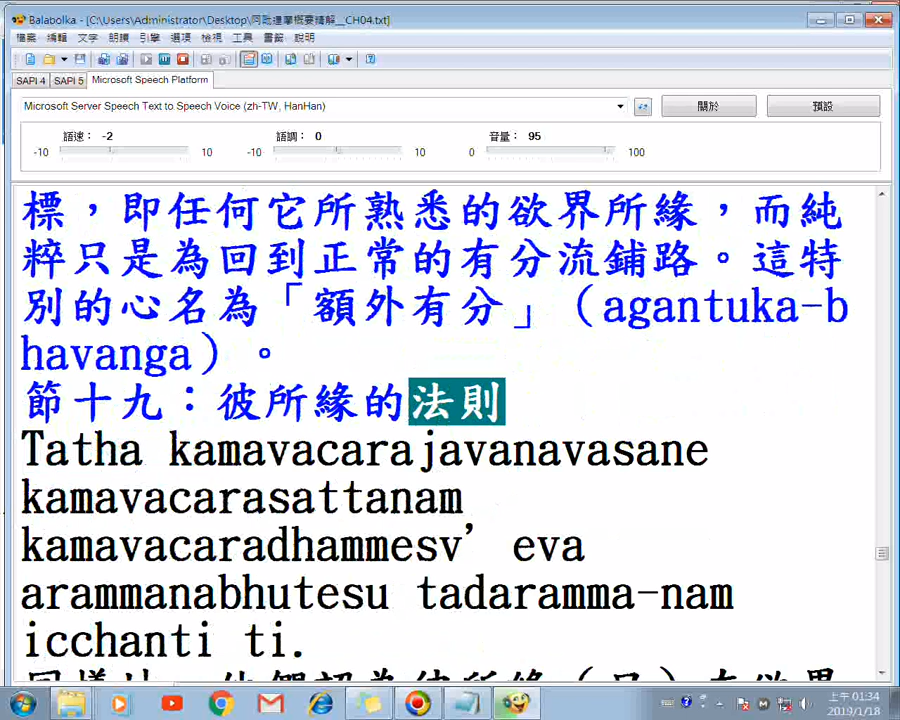 Balabolka - [C:\Users\Administrator\Desktop\阿毗達摩概要精解__CH04.txt]
檔案 編輯 文字 朗讀 引擎 選項 檢視 工具 書籤 說明
SAPI 4 SAPI 5 Microsoft Speech Platform
Microsoft Server Speech Text to Speech Voice (zh-TW, HanHan) 關於 預設
語速： -2 語調： 0 音量： 95
-10 10 -10 10 0 100
標，即任何它所熟悉的欲界所緣，而純
粹只是為回到正常的有分流鋪路。這特
別的心名為「額外有分」（agantuka-b
havanga）。
節十九：彼所緣的法則
Tatha kamavacarajavanavasane
kamavacarasattanam
kamavacaradhammesv’ eva
arammanabhutesu tadaramma-nam
icchanti ti.
上午 01:34
2019/1/18